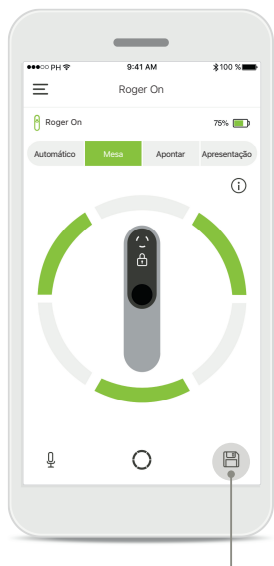 PH 9:41 AM 100 %
Roger On
Roger On 75%
Automático Mesa Apontar Apresentação